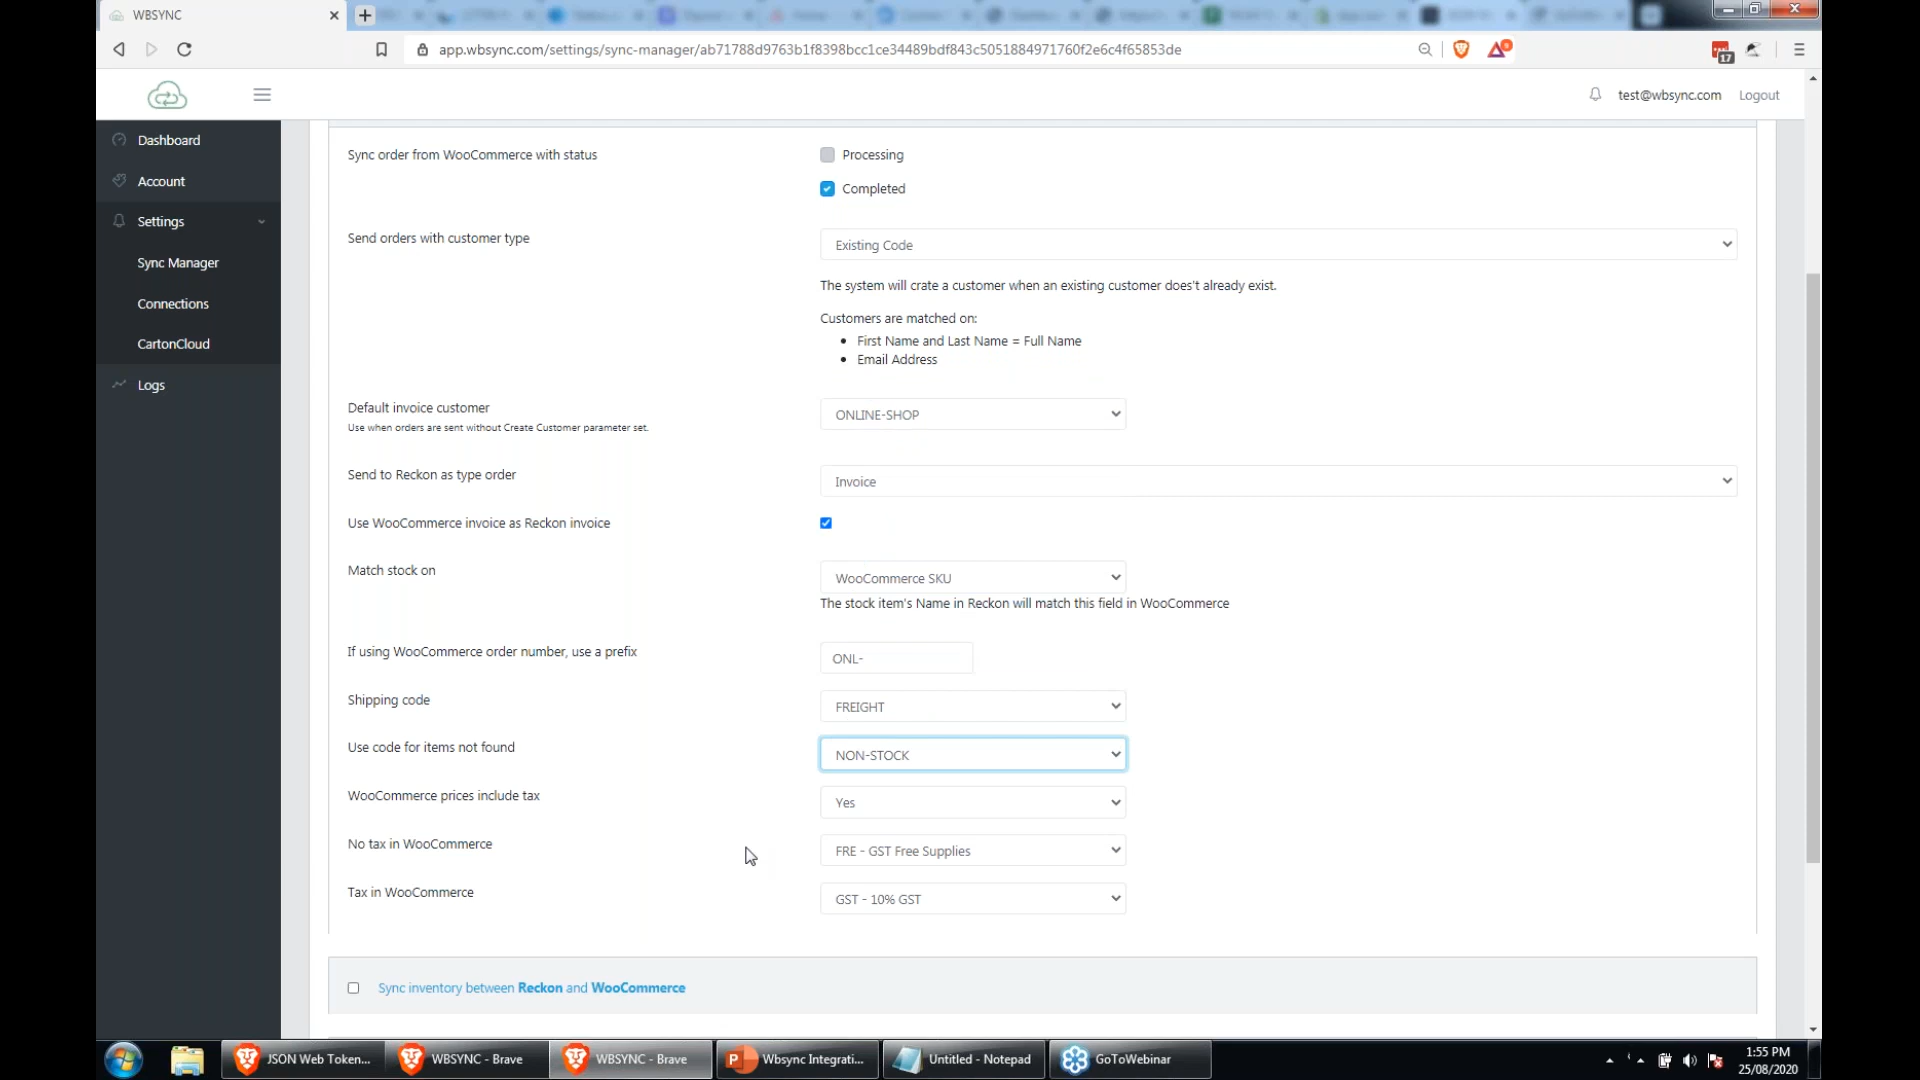 WBSYNC
app.wbsync.com/settings/sync-manager/ab71788d9763b1f8398bcc1ce34489bdf843c5051884971760f2e6c4f65853de
17
test@wbsync.com
Logout
Dashboard
Account
Settings
Sync Manager
Connections
CartonCloud
Logs
Sync order from WooCommerce with status
Processing
Completed
Send orders with customer type
Existing Code
The system will crate a customer when an existing customer does't already exist.
Customers are matched on:
First Name and Last Name = Full Name
Email Address
Default invoice customer
ONLINE-SHOP
Use when orders are sent without Create Customer parameter set.
Send to Reckon as type order
Invoice
Use WooCommerce invoice as Reckon invoice
Match stock on
WooCommerce SKU
The stock item's Name in Reckon will match this field in WooCommerce
If using WooCommerce order number, use a prefix
ONL-
Shipping code
FREIGHT
Use code for items not found
NON-STOCK
WooCommerce prices include tax
Yes
No tax in WooCommerce
FRE - GST Free Supplies
Tax in WooCommerce
GST - 10% GST
Sync inventory between Reckon and WooCommerce
JSON Web Token...
WBSYNC - Brave
WBSYNC - Brave
Wbsync Integrati...
Untitled - Notepad
GoToWebinar
1:55 PM
25/08/2020